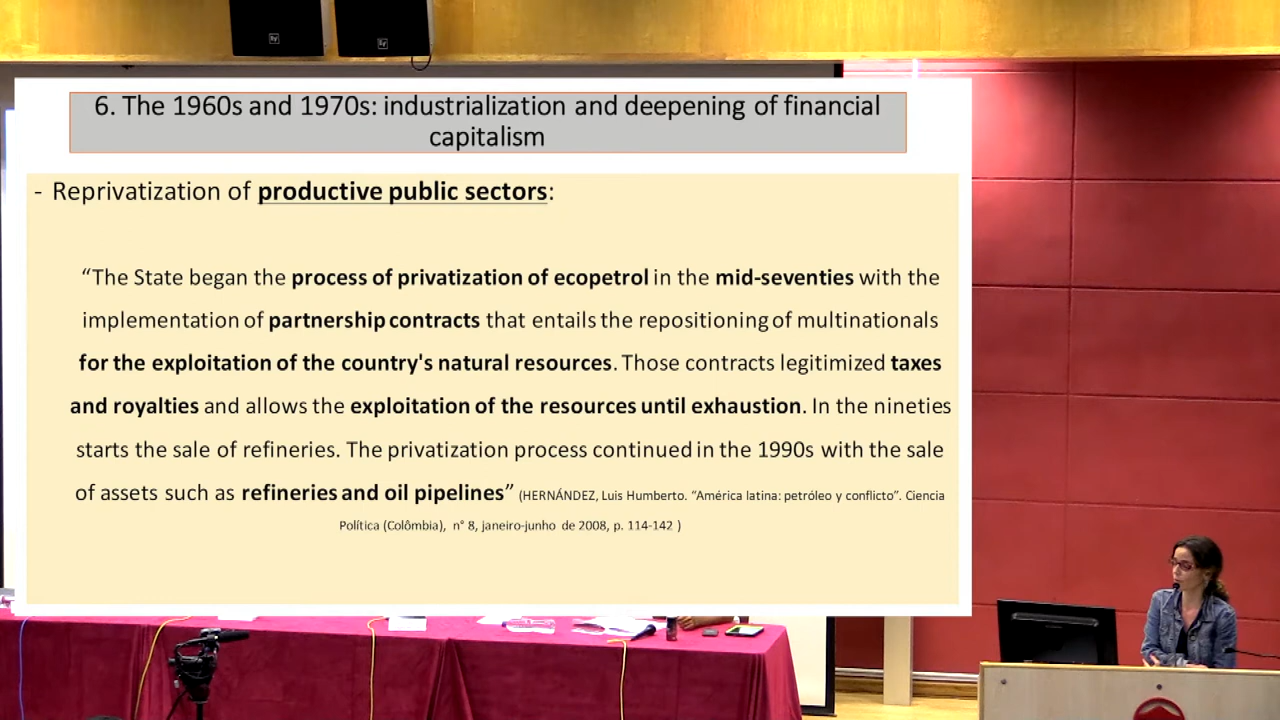 6. The 1960s and 1970s: industrialization and deepening of financial
capitalism
- Reprivatization of productive public sectors:
“The State began the process of privatization of ecopetrol in the mid-seventies with the
implementation of partnership contracts that entails the repositioning of multinationals
for the exploitation of the country's natural resources. Those contracts legitimized taxes
and royalties and allows the exploitation of the resources until exhaustion. In the nineties
starts the sale of refineries. The privatization process continued in the 1990s with the sale
of assets such as refineries and oil pipelines” (HERNÁNDEZ, Luis Humberto. “América latina: petróleo y conflicto”. Ciencia
Política (Colômbia), n° 8, janeiro-junho de 2008, p. 114-142 )